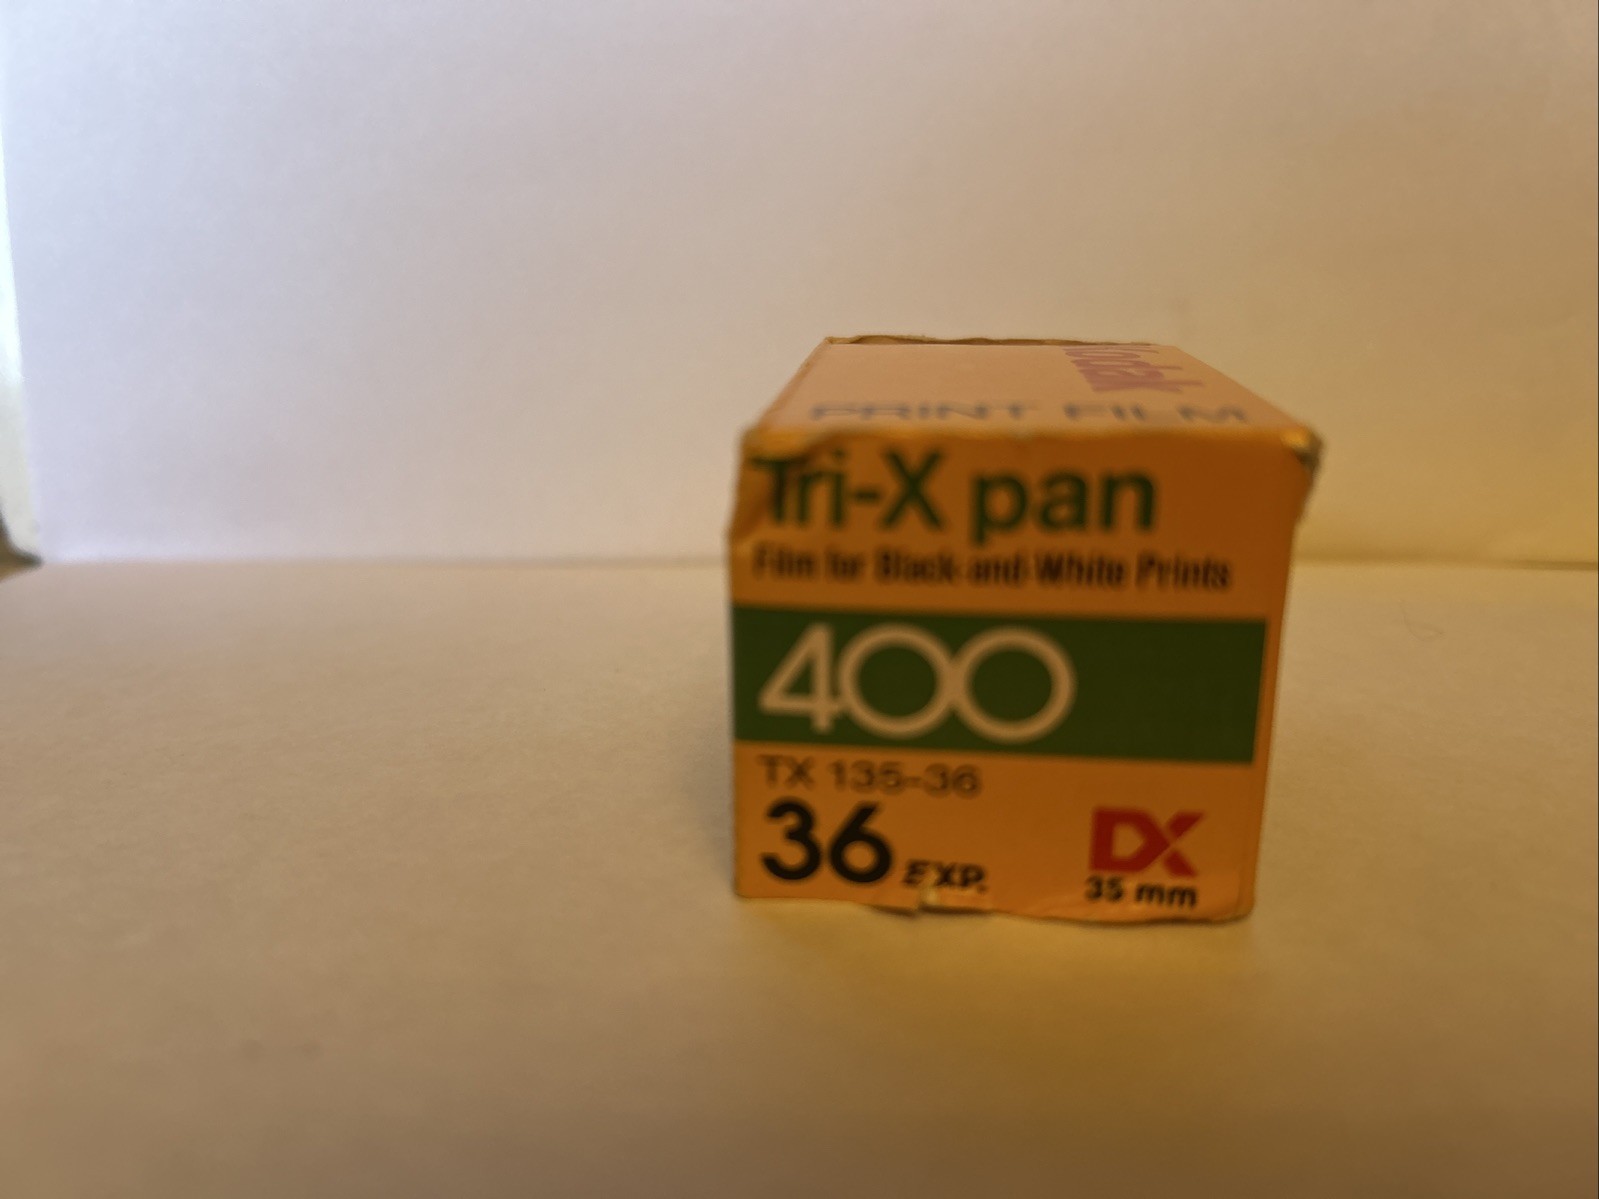 Kodak
PRINT FILM
Tri-X pan
Film for Black-and-White Prints
400
TX 135-36
36 EXP.
DX
35 mm